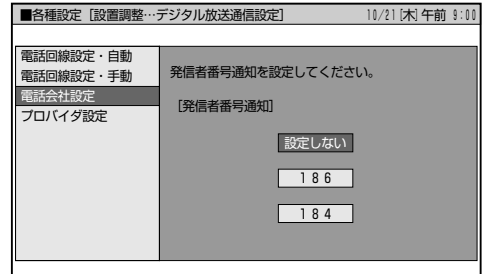 ■各種設定［設置調整…デジタル放送通信設定］ 10/21[木]午前 9:00
電話回線設定・自動
電話回線設定・手動
電話会社設定
プロバイダ設定
発信者番号通知を設定してください。
［発信者番号通知］
設定しない
１８６
１８４